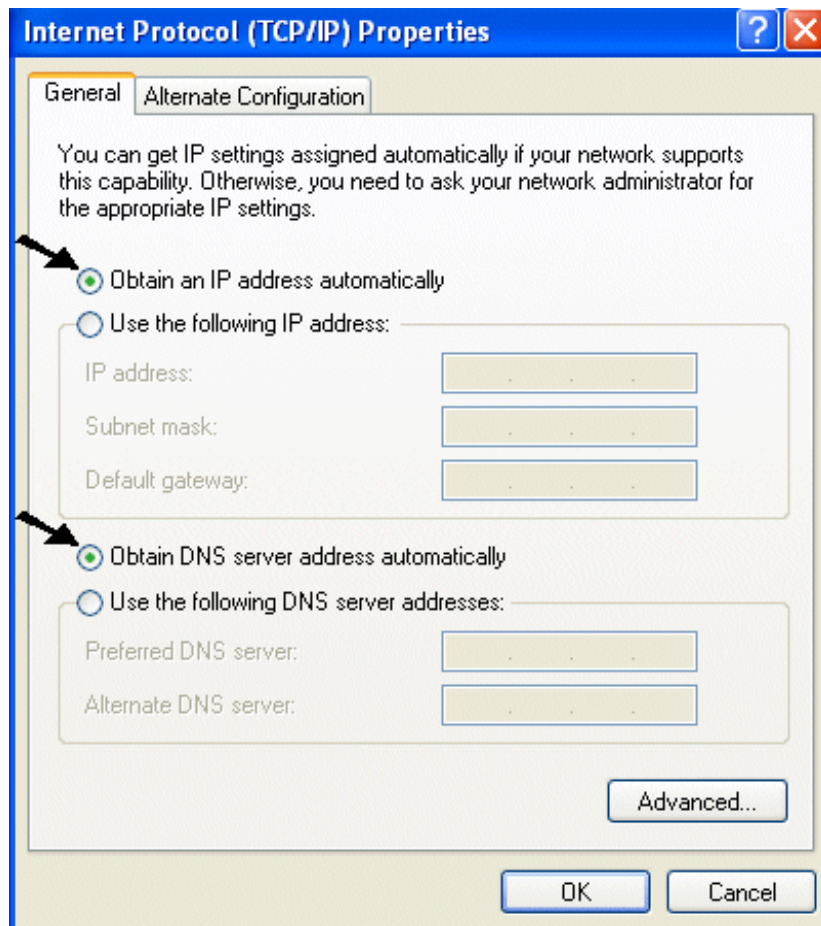 Internet Protocol (TCP/IP) Properties
General
Alternate Configuration
You can get IP settings assigned automatically if your network supports
this capability. Otherwise, you need to ask your network administrator for
the appropriate IP settings.
Obtain an IP address automatically
Use the following IP address:
IP address:
Subnet mask:
Default gateway:
Obtain DNS server address automatically
Use the following DNS server addresses:
Preferred DNS server:
Alternate DNS server:
Advanced...
OK
Cancel